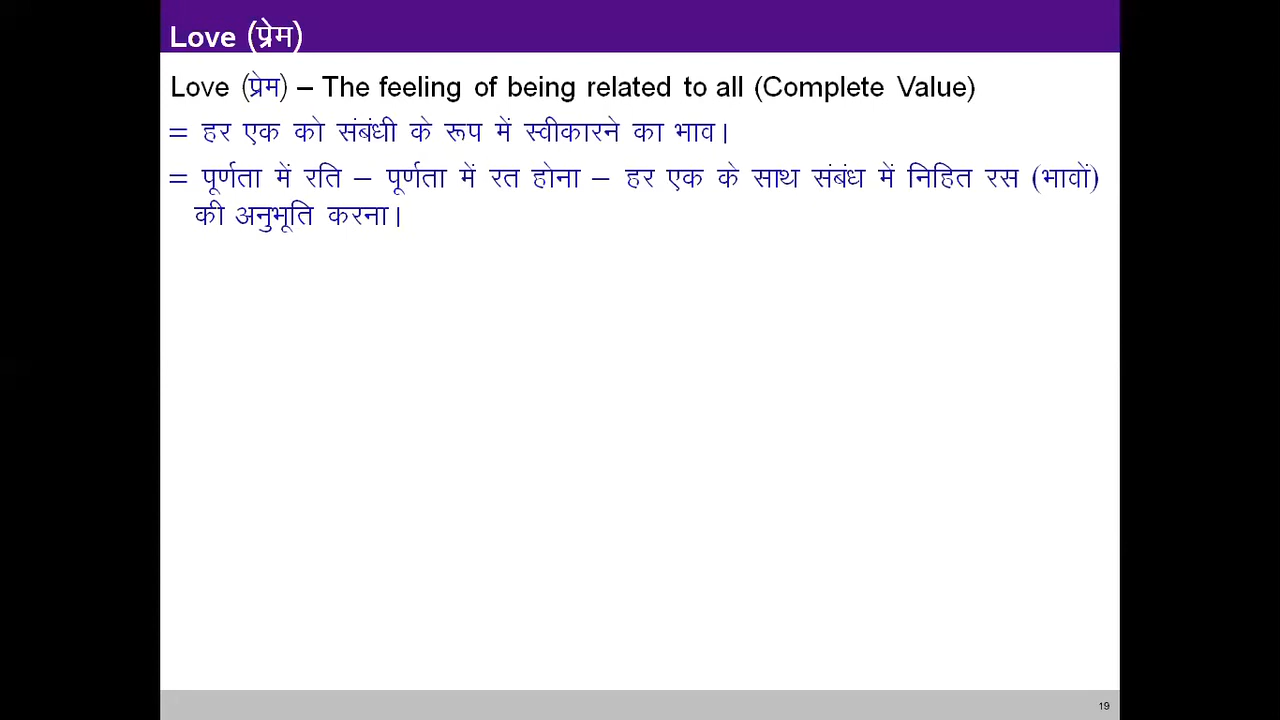 Love (प्रेम)
Love (प्रेम) – The feeling of being related to all (Complete Value)
= हर एक को संबंधी के रूप में स्वीकारने का भाव।
= पूर्णता में रति – पूर्णता में रत होना – हर एक के साथ संबंध में निहित रस (भावों)
की अनुभूति करना।
19